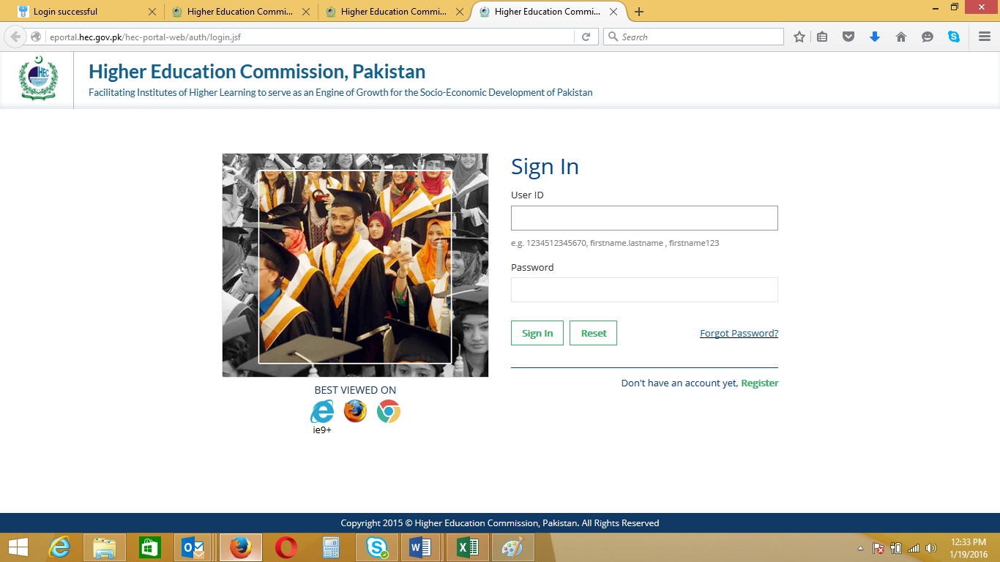 Login successful
Higher Education Commi...
Higher Education Commi...
Higher Education Commi...
eportal.hec.gov.pk/hec-portal-web/auth/login.jsf
Search
HEC
Higher Education Commission, Pakistan
Facilitating Institutes of Higher Learning to serve as an Engine of Growth for the Socio-Economic Development of Pakistan
Sign In
User ID
e.g. 1234512345670, firstname.lastname , firstname123
Password
Sign In
Reset
Forgot Password?
Don't have an account yet, Register
BEST VIEWED ON
ie9+
Copyright 2015 © Higher Education Commission, Pakistan. All Rights Reserved
12:33 PM
1/19/2016